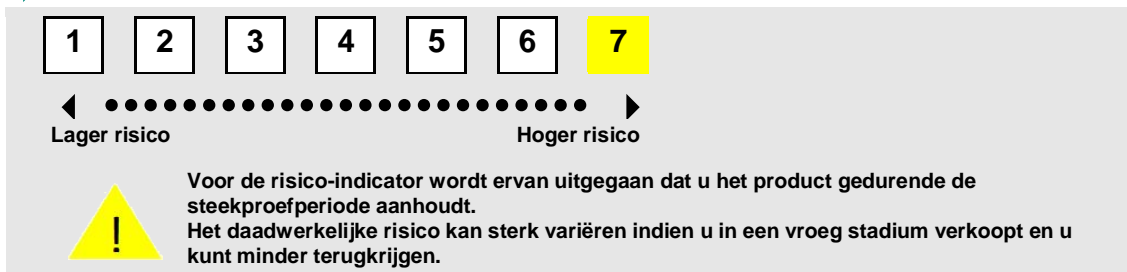 1 2 3 4 5 6 7
Lager risico Hoger risico
Voor de risico-indicator wordt ervan uitgegaan dat u het product gedurende de
steekproefperiode aanhoudt.
!
Het daadwerkelijke risico kan sterk variëren indien u in een vroeg stadium verkoopt en u
kunt minder terugkrijgen.